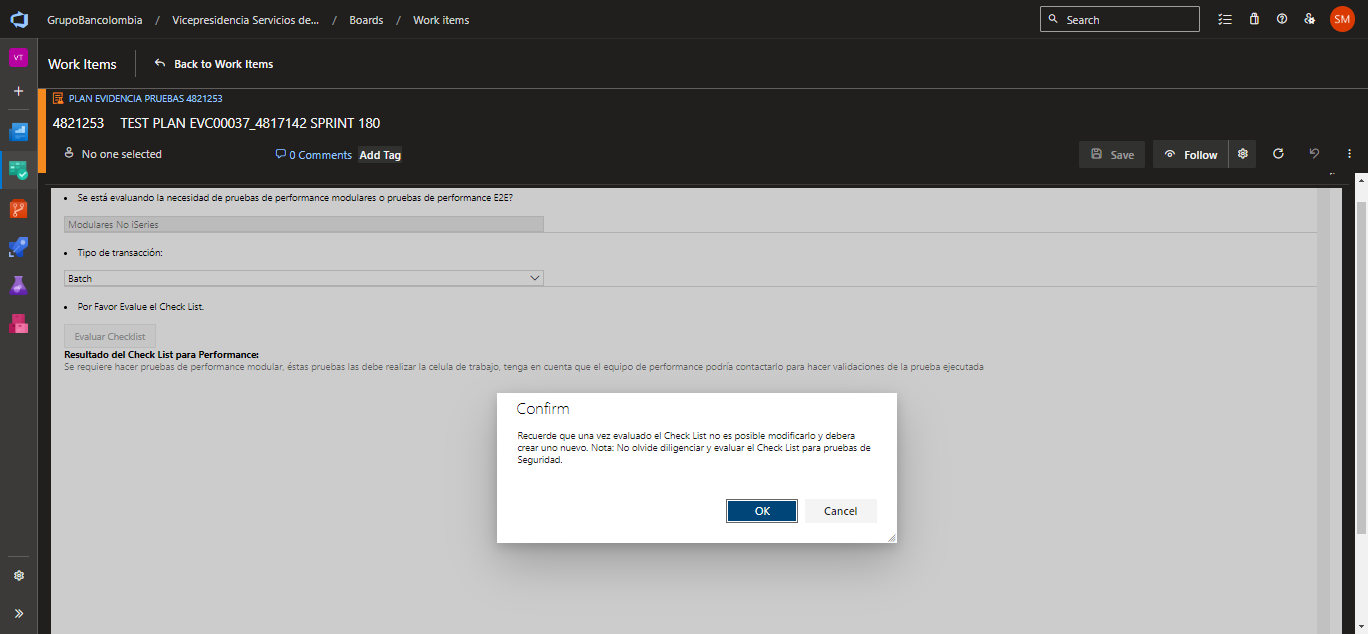 GrupoBancolombia / Vicepresidencia Servicios de... / Boards / Work items
Search
SM
VT
Work Items
Back to Work Items
PLAN EVIDENCIA PRUEBAS 4821253
4821253 TEST PLAN EVC00037_4817142 SPRINT 180
No one selected
0 Comments
Add Tag
Save
Follow
• Se está evaluando la necesidad de pruebas de performance modulares o pruebas de performance E2E?
Modulares No iSeries
• Tipo de transacción:
Batch
• Por Favor Evalue el Check List.
Evaluar Checklist
Resultado del Check List para Performance:
Se requiere hacer pruebas de performance modular, éstas pruebas las debe realizar la celula de trabajo, tenga en cuenta que el equipo de performance podría contactarlo para hacer validaciones de la prueba ejecutada
Confirm
Recuerde que una vez evaluado el Check List no es posible modificarlo y debera
crear uno nuevo. Nota: No olvide diligenciar y evaluar el Check List para pruebas de
Seguridad.
OK
Cancel